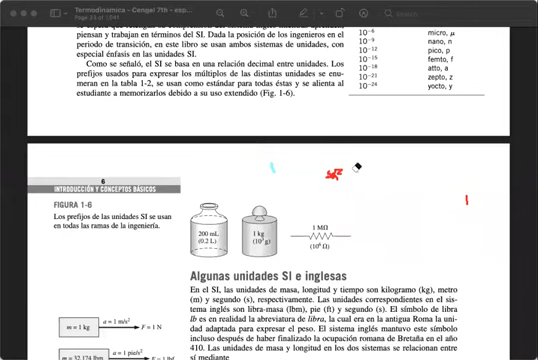 Termodinamica - Cengel 7th - esp...
Page 23 of 1,041
Search
piensan y trabajan en términos del SI. Dada la posición de los ingenieros en el
periodo de transición, en este libro se usan ambos sistemas de unidades, con
especial énfasis en las unidades SI.
Como se señaló, el SI se basa en una relación decimal entre unidades. Los
prefijos usados para expresar los múltiplos de las distintas unidades se enu-
meran en la tabla 1-2, se usan como estándar para todas éstas y se alienta al
estudiante a memorizarlos debido a su uso extendido (Fig. 1-6).
10⁻⁶ micro, μ
10⁻⁹ nano, n
10⁻¹² pico, p
10⁻¹⁵ femto, f
10⁻¹⁸ atto, a
10⁻²¹ zepto, z
10⁻²⁴ yocto, y
6
INTRODUCCIÓN Y CONCEPTOS BÁSICOS
FIGURA 1-6
Los prefijos de las unidades SI se usan
en todas las ramas de la ingeniería.
200 mL
(0.2 L)
1 kg
(10³ g)
1 MΩ
(10⁶ Ω)
Algunas unidades SI e inglesas
En el SI, las unidades de masa, longitud y tiempo son kilogramo (kg), metro
(m) y segundo (s), respectivamente. Las unidades correspondientes en el sis-
tema inglés son libra-masa (lbm), pie (ft) y segundo (s). El símbolo de libra
lb es en realidad la abreviatura de libra, la cual era en la antigua Roma la uni-
dad adaptada para expresar el peso. El sistema inglés mantuvo este símbolo
incluso después de haber finalizado la ocupación romana de Bretaña en el año
410. Las unidades de masa y longitud en los dos sistemas se relacionan entre
sí mediante
m = 1 kg
a = 1 m/s²
F = 1 N
m = 32.174 lbm
a = 1 pie/s²
F = 1 lbf